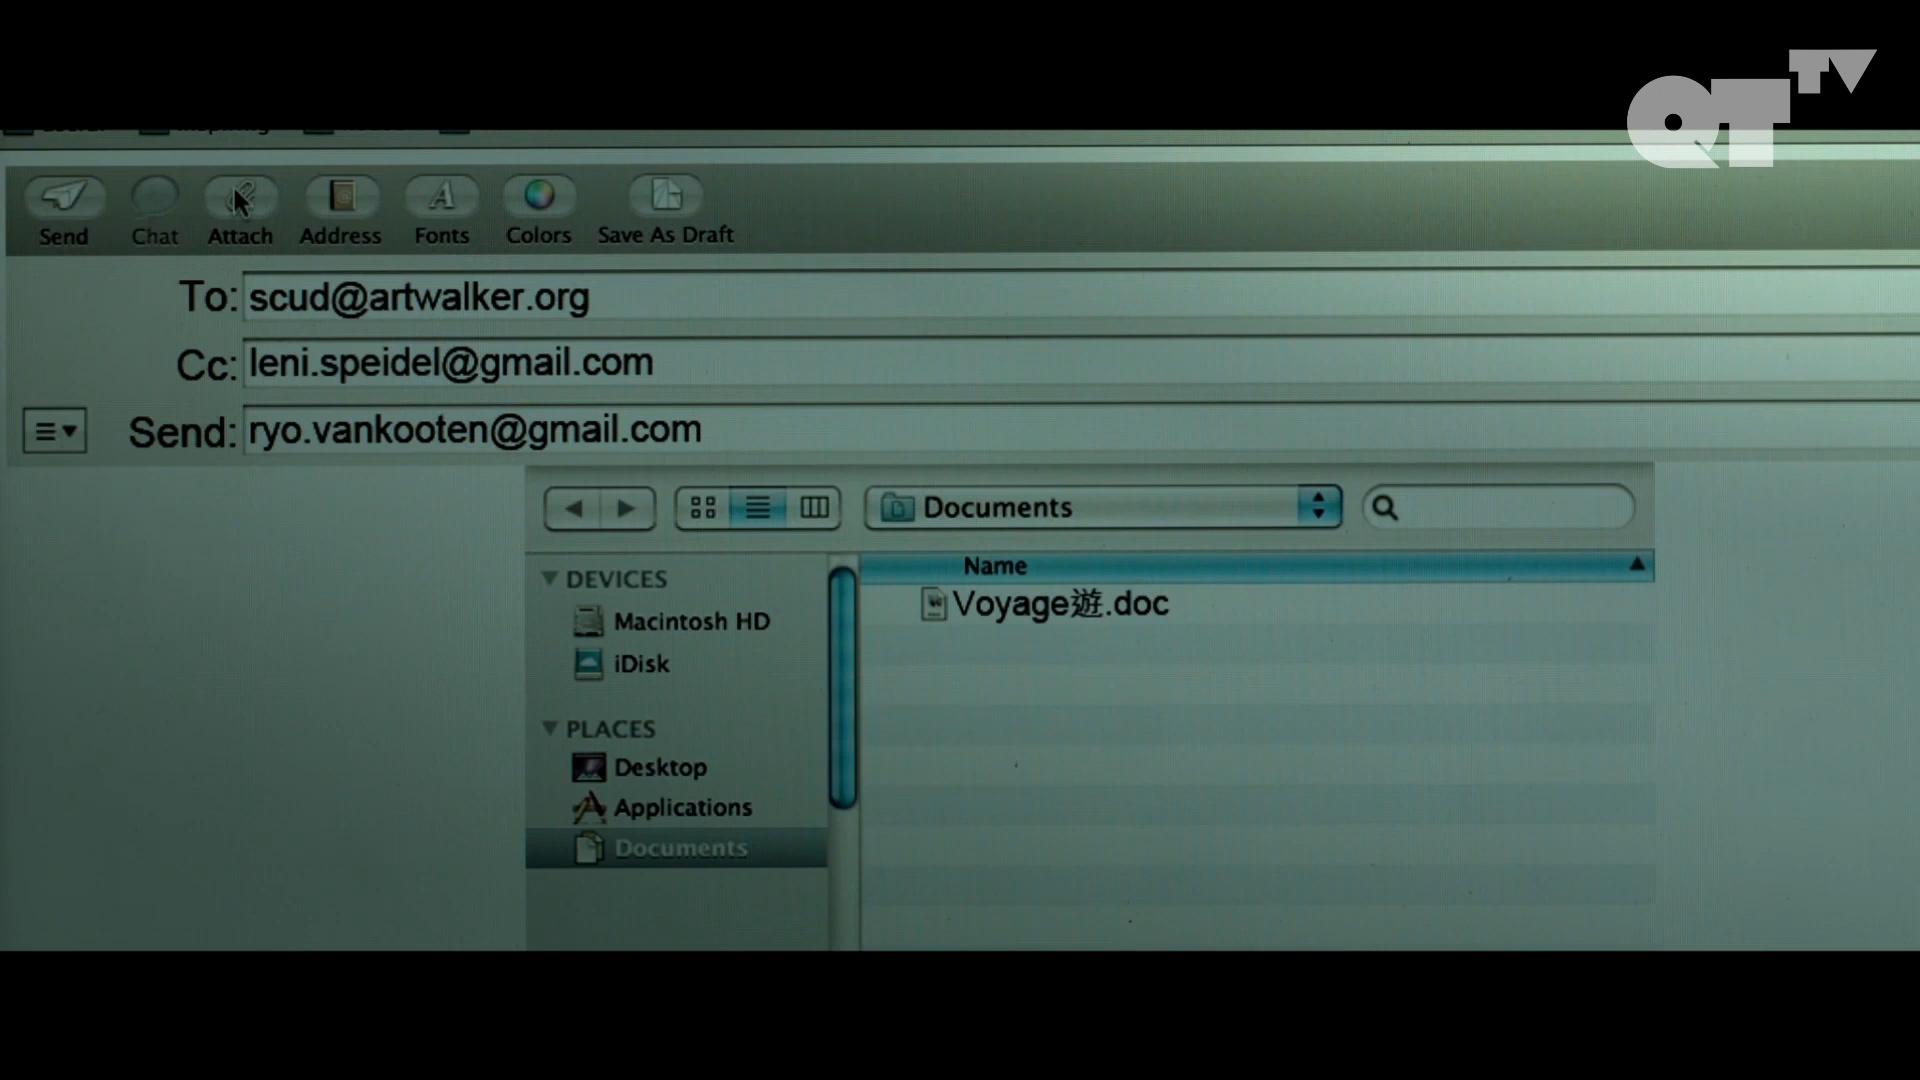 QTTV
Send
Chat
Attach
Address
Fonts
Colors
Save As Draft
To: scud@artwalker.org
Cc: leni.speidel@gmail.com
Send: ryo.vankooten@gmail.com
Documents
DEVICES
Macintosh HD
iDisk
PLACES
Desktop
Applications
Documents
Name
Voyage遊.doc